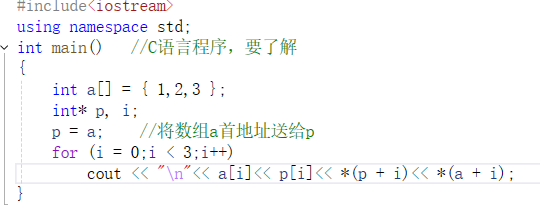 #include<iostream>
using namespace std;
int main()   //C语言程序，要了解
{
    int a[] = { 1,2,3 };
    int* p, i;
    p = a;    //将数组a首地址送给p
    for (i = 0;i < 3;i++)
        cout << "\n"<< a[i]<< p[i]<< *(p + i)<< *(a + i);
}